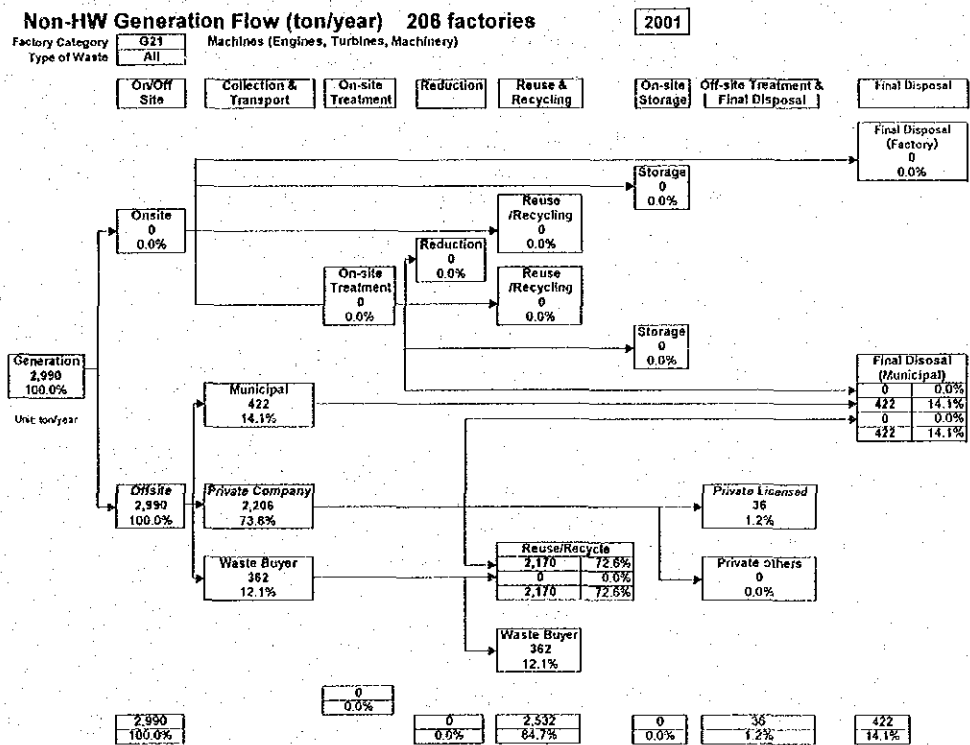 Non-HW Generation Flow (ton/year) 206 factories 2001
Factory Category G21 Machines (Engines, Turbines, Machinery)
Type of Waste All
On/Off Site
Collection & Transport
On-site Treatment
Reduction
Reuse & Recycling
On-site Storage
Off-site Treatment & Final Disposal
Final Disposal
Final Disposal
(Factory)
0
0.0%
Storage
0
0.0%
Onsite
0
0.0%
Reuse
/Recycling
0
0.0%
Reduction
0
0.0%
On-site
Treatment
0
0.0%
Reuse
/Recycling
0
0.0%
Storage
0
0.0%
Generation
2,990
100.0%
Unit: ton/year
Final Disosal
(Municipal)
0 0.0%
422 14.1%
0 0.0%
422 14.1%
Municipal
422
14.1%
Offsite
2,990
100.0%
Private Company
2,206
73.8%
Private Licensed
36
1.2%
Waste Buyer
362
12.1%
Reuse/Recycle
2,170 72.6%
0 0.0%
2,170 72.6%
Private others
0
0.0%
Waste Buyer
362
12.1%
0
0.0%
2,990
100.0%
0
0.0%
2,532
84.7%
0
0.0%
36
1.2%
422
14.1%